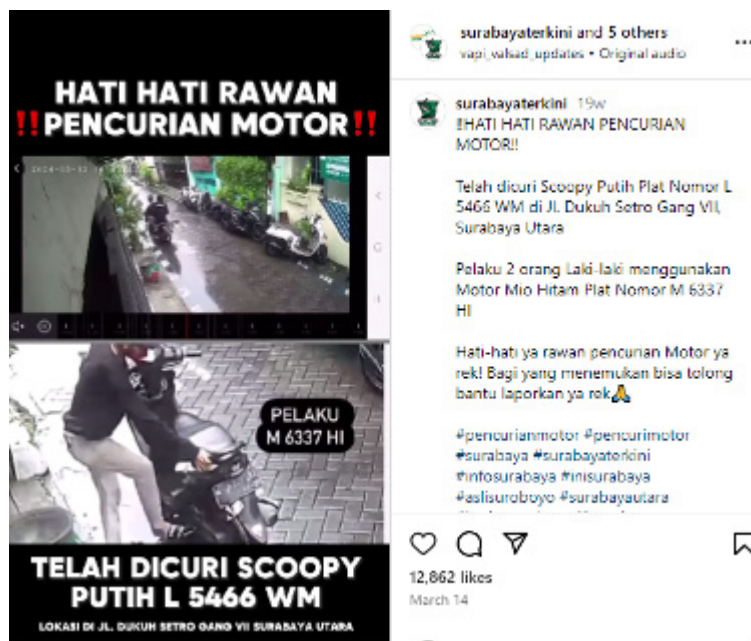 HATI HATI RAWAN
‼PENCURIAN MOTOR‼
PELAKU
M 6337 HI
TELAH DICURI SCOOPY
PUTIH L 5466 WM
LOKASI DI JL. DUKUH SETRO GANG VII SURABAYA UTARA
surabayaterkini and 5 others
vapi_valsad_updates • Original audio
surabayaterkini 19w
‼HATI HATI RAWAN PENCURIAN
MOTOR!!
Telah dicuri Scoopy Putih Plat Nomor L
5466 WM di Jl. Dukuh Setro Gang VII,
Surabaya Utara
Pelaku 2 orang Laki-laki menggunakan
Motor Mio Hitam Plat Nomor M 6337
HI
Hati-hati ya rawan pencurian Motor ya
rek! Bagi yang menemukan bisa tolong
bantu laporkan ya rek🙏
#pencurianmotor #pencurimotor
#surabaya #surabayaterkini
#infosurabaya #inisurabaya
#aslisuroboyo #surabayautara
12,862 likes
March 14